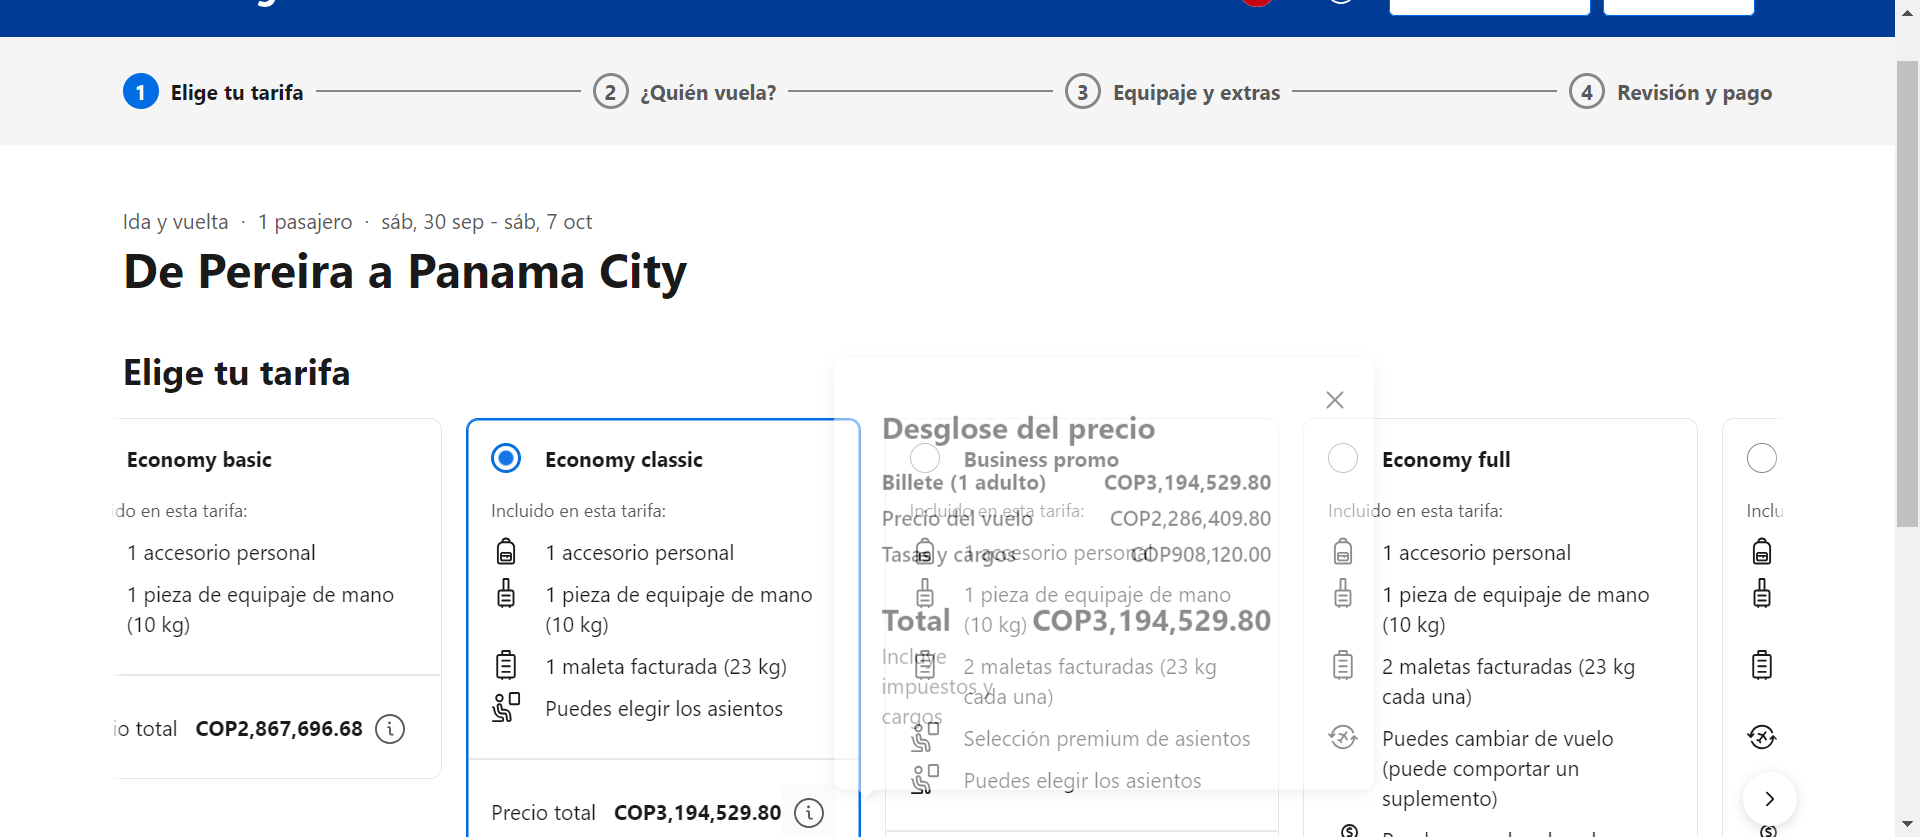 1 Elige tu tarifa
2 ¿Quién vuela?
3 Equipaje y extras
4 Revisión y pago
Ida y vuelta · 1 pasajero · sáb, 30 sep - sáb, 7 oct
De Pereira a Panama City
Elige tu tarifa
Economy basic
ido en esta tarifa:
1 accesorio personal
1 pieza de equipaje de mano
(10 kg)
io total COP2,867,696.68
Economy classic
Incluido en esta tarifa:
1 accesorio personal
1 pieza de equipaje de mano
(10 kg)
1 maleta facturada (23 kg)
Puedes elegir los asientos
Precio total COP3,194,529.80
Desglose del precio
Billete (1 adulto) COP3,194,529.80
Precio del vuelo COP2,286,409.80
Tasas y cargos COP908,120.00
Total COP3,194,529.80
Incluye
impuestos y
cargos
Business promo
Incluido en esta tarifa:
1 accesorio personal
1 pieza de equipaje de mano
(10 kg)
2 maletas facturadas (23 kg
cada una)
Selección premium de asientos
Puedes elegir los asientos
Economy full
Incluido en esta tarifa:
1 accesorio personal
1 pieza de equipaje de mano
(10 kg)
2 maletas facturadas (23 kg
cada una)
Puedes cambiar de vuelo
(puede comportar un
suplemento)
Inclu